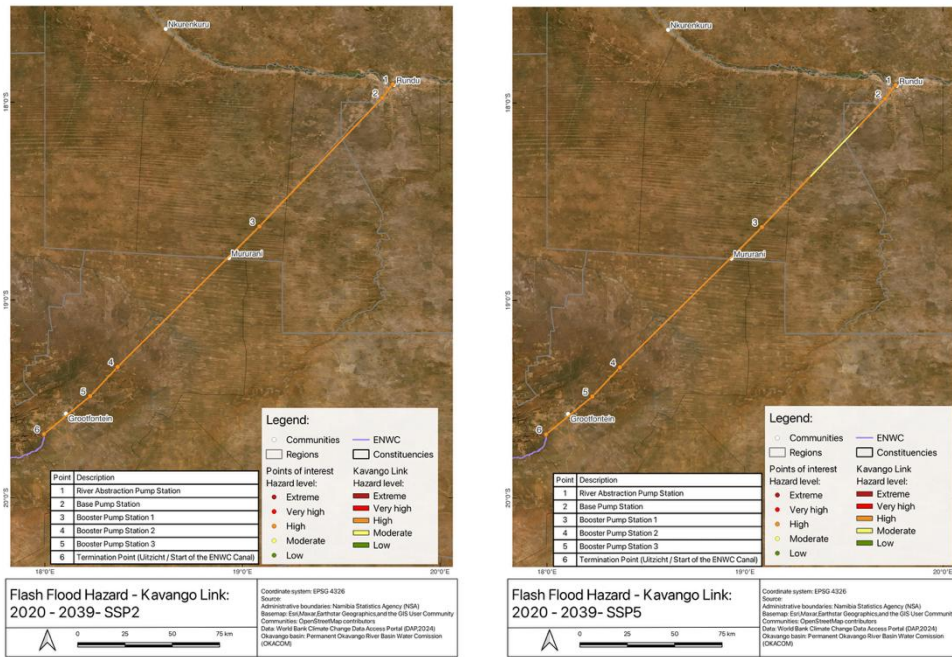 Nkurenkuru
1
Rundu
2
18°0'S
3
Mururani
19°0'S
4
5
Grootfontein
6
20°0'S
Legend:
Communities
ENWC
Regions
Constituencies
Points of interest
Hazard level:
Extreme
Very high
High
Moderate
Low
Kavango Link
Hazard level:
Extreme
Very high
High
Moderate
Low
Point Description
1 River Abstraction Pump Station
2 Base Pump Station
3 Booster Pump Station 1
4 Booster Pump Station 2
5 Booster Pump Station 3
6 Termination Point (Uitzicht / Start of the ENWC Canal)
18°0'E 19°0'E 20°0'E
Flash Flood Hazard - Kavango Link:
2020 - 2039- SSP2
0 25 50 75 km
Coordinate system: EPSG 4326
Source:
Administrative boundaries: Namibia Statistics Agency (NSA)
Basemap: Esri,Maxar,Earthstar Geographics,and the GIS User Community
Communities: OpenStreetMap contributors
Data: World Bank Climate Change Data Access Portal (DAP,2024)
Okavango basin: Permanent Okavango River Basin Water Comission
(OKACOM)
Nkurenkuru
1
Rundu
2
18°0'S
3
Mururani
19°0'S
4
5
Grootfontein
6
20°0'S
Legend:
Communities
ENWC
Regions
Constituencies
Points of interest
Hazard level:
Extreme
Very high
High
Moderate
Low
Kavango Link
Hazard level:
Extreme
Very high
High
Moderate
Low
Point Description
1 River Abstraction Pump Station
2 Base Pump Station
3 Booster Pump Station 1
4 Booster Pump Station 2
5 Booster Pump Station 3
6 Termination Point (Uitzicht / Start of the ENWC Canal)
18°0'E 19°0'E 20°0'E
Flash Flood Hazard - Kavango Link:
2020 - 2039- SSP5
0 25 50 75 km
Coordinate system: EPSG 4326
Source:
Administrative boundaries: Namibia Statistics Agency (NSA)
Basemap: Esri,Maxar,Earthstar Geographics,and the GIS User Community
Communities: OpenStreetMap contributors
Data: World Bank Climate Change Data Access Portal (DAP,2024)
Okavango basin: Permanent Okavango River Basin Water Comission
(OKACOM)